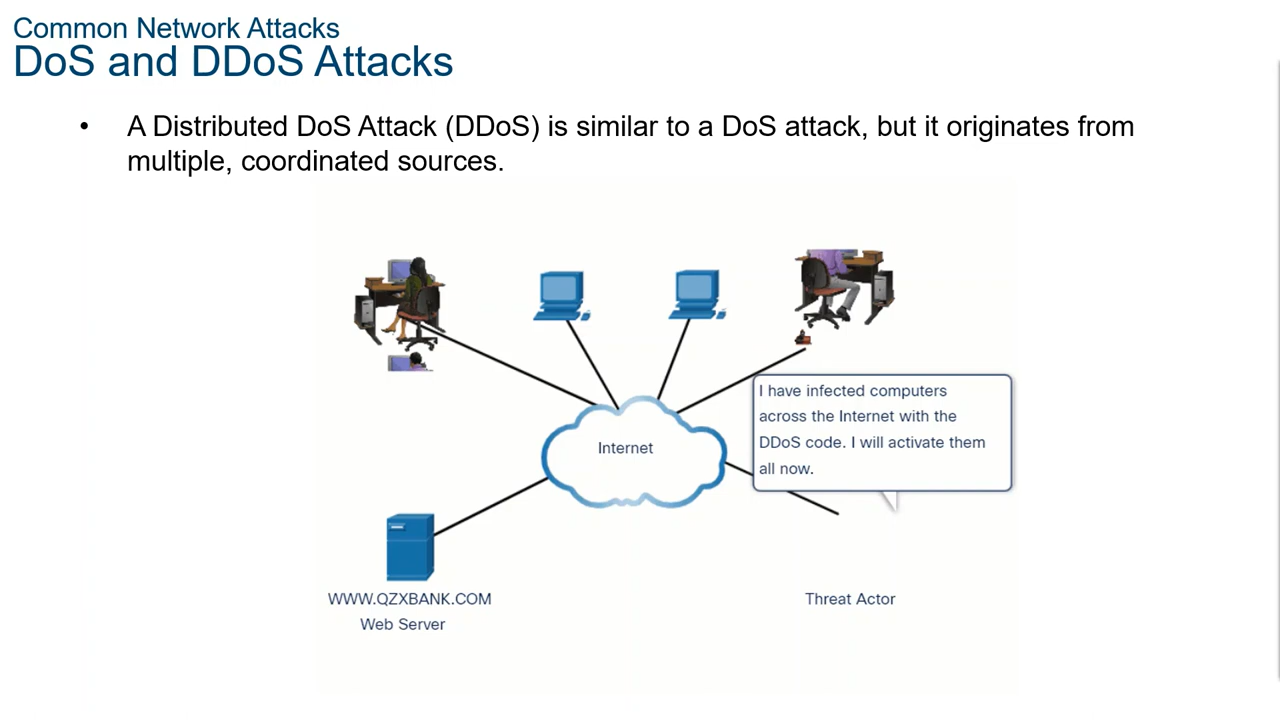 Common Network Attacks
DoS and DDoS Attacks
• A Distributed DoS Attack (DDoS) is similar to a DoS attack, but it originates from
multiple, coordinated sources.
I have infected computers
across the Internet with the
DDoS code. I will activate them
all now.
Internet
WWW.QZXBANK.COM
Web Server
Threat Actor